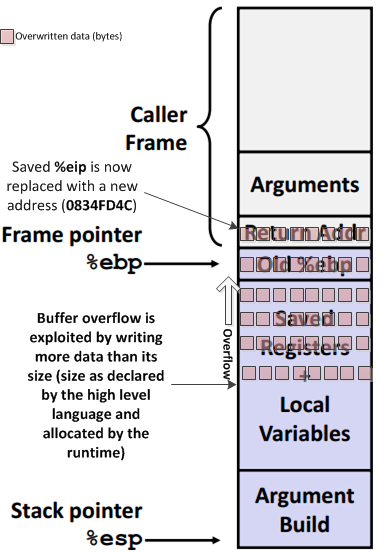 Overwritten data (bytes)
Caller
Frame
Saved %eip is now
replaced with a new
address (0834FD4C)
Arguments
Return Addr
Frame pointer
%ebp
Old %ebp
Buffer overflow is
exploited by writing
more data than its
size (size as declared
by the high level
language and
allocated by the
runtime)
Overflow
Saved
Registers
+
Local
Variables
Stack pointer
%esp
Argument
Build